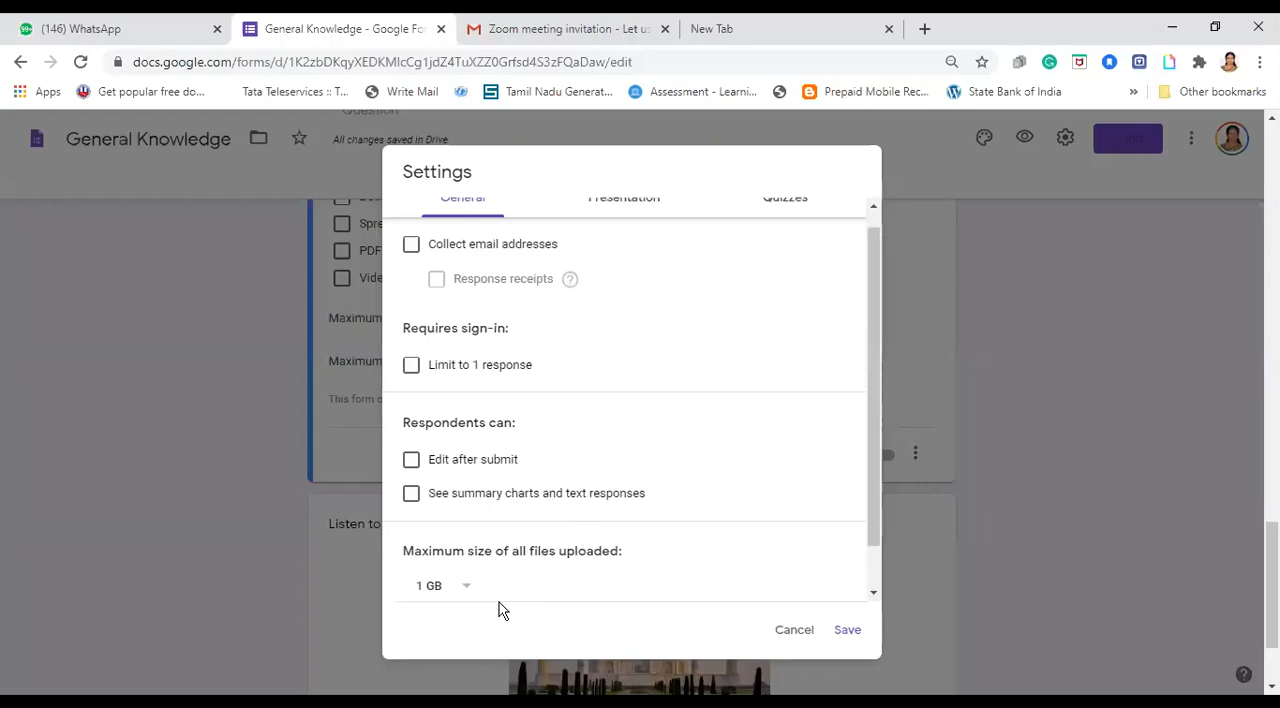 99+ (146) WhatsApp General Knowledge - Google Fo Zoom meeting invitation - Let us New Tab
docs.google.com/forms/d/1K2zbDKqyXEDKMIcCg1jdZ4TbKZZ0Grfs84S3zFQaDaw/edit
Apps Get popular free do... Tata Teleservices :: T... Write Mail Tamil Nadu Generat... Assessment - Learni... Prepaid Mobile Rec... State Bank of India » Other bookmarks
Question
General Knowledge All changes saved in Drive
Settings
General Presentation Quizzes
Spre
Collect email addresses
PDF
Vide
Response receipts
Maximum
Requires sign-in:
Maximum
Limit to 1 response
This form
Respondents can:
Edit after submit
See summary charts and text responses
Listen to
Maximum size of all files uploaded:
1 GB
Cancel Save